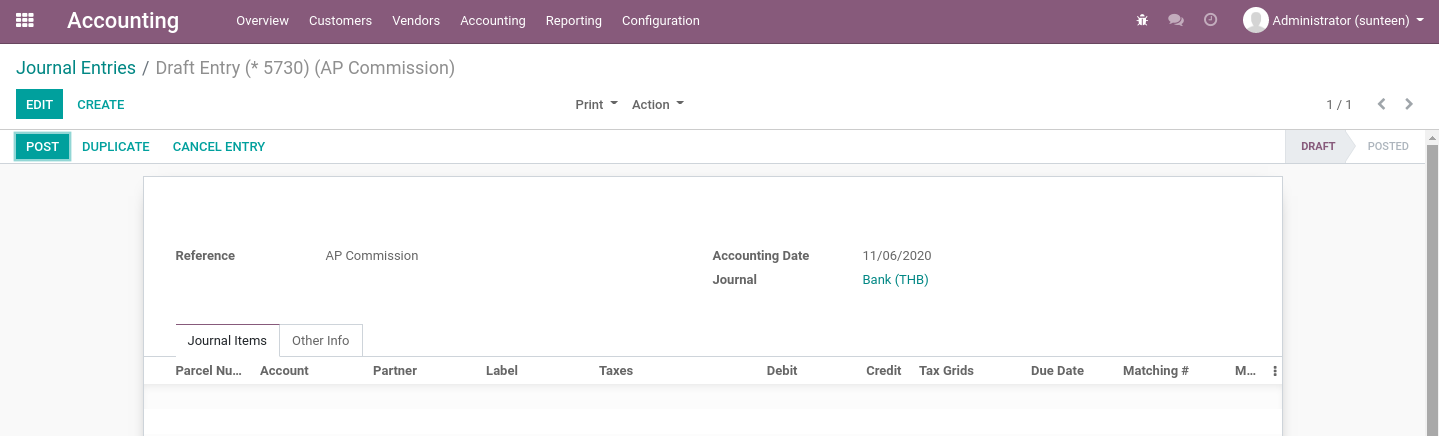 Accounting Overview Customers Vendors Accounting Reporting Configuration Administrator (sunteen)
Journal Entries / Draft Entry (* 5730) (AP Commission)
EDIT CREATE Print Action 1 / 1
POST DUPLICATE CANCEL ENTRY DRAFT POSTED
Reference AP Commission Accounting Date 11/06/2020
Journal Bank (THB)
Journal Items Other Info
Parcel Nu... Account Partner Label Taxes Debit Credit Tax Grids Due Date Matching # M...